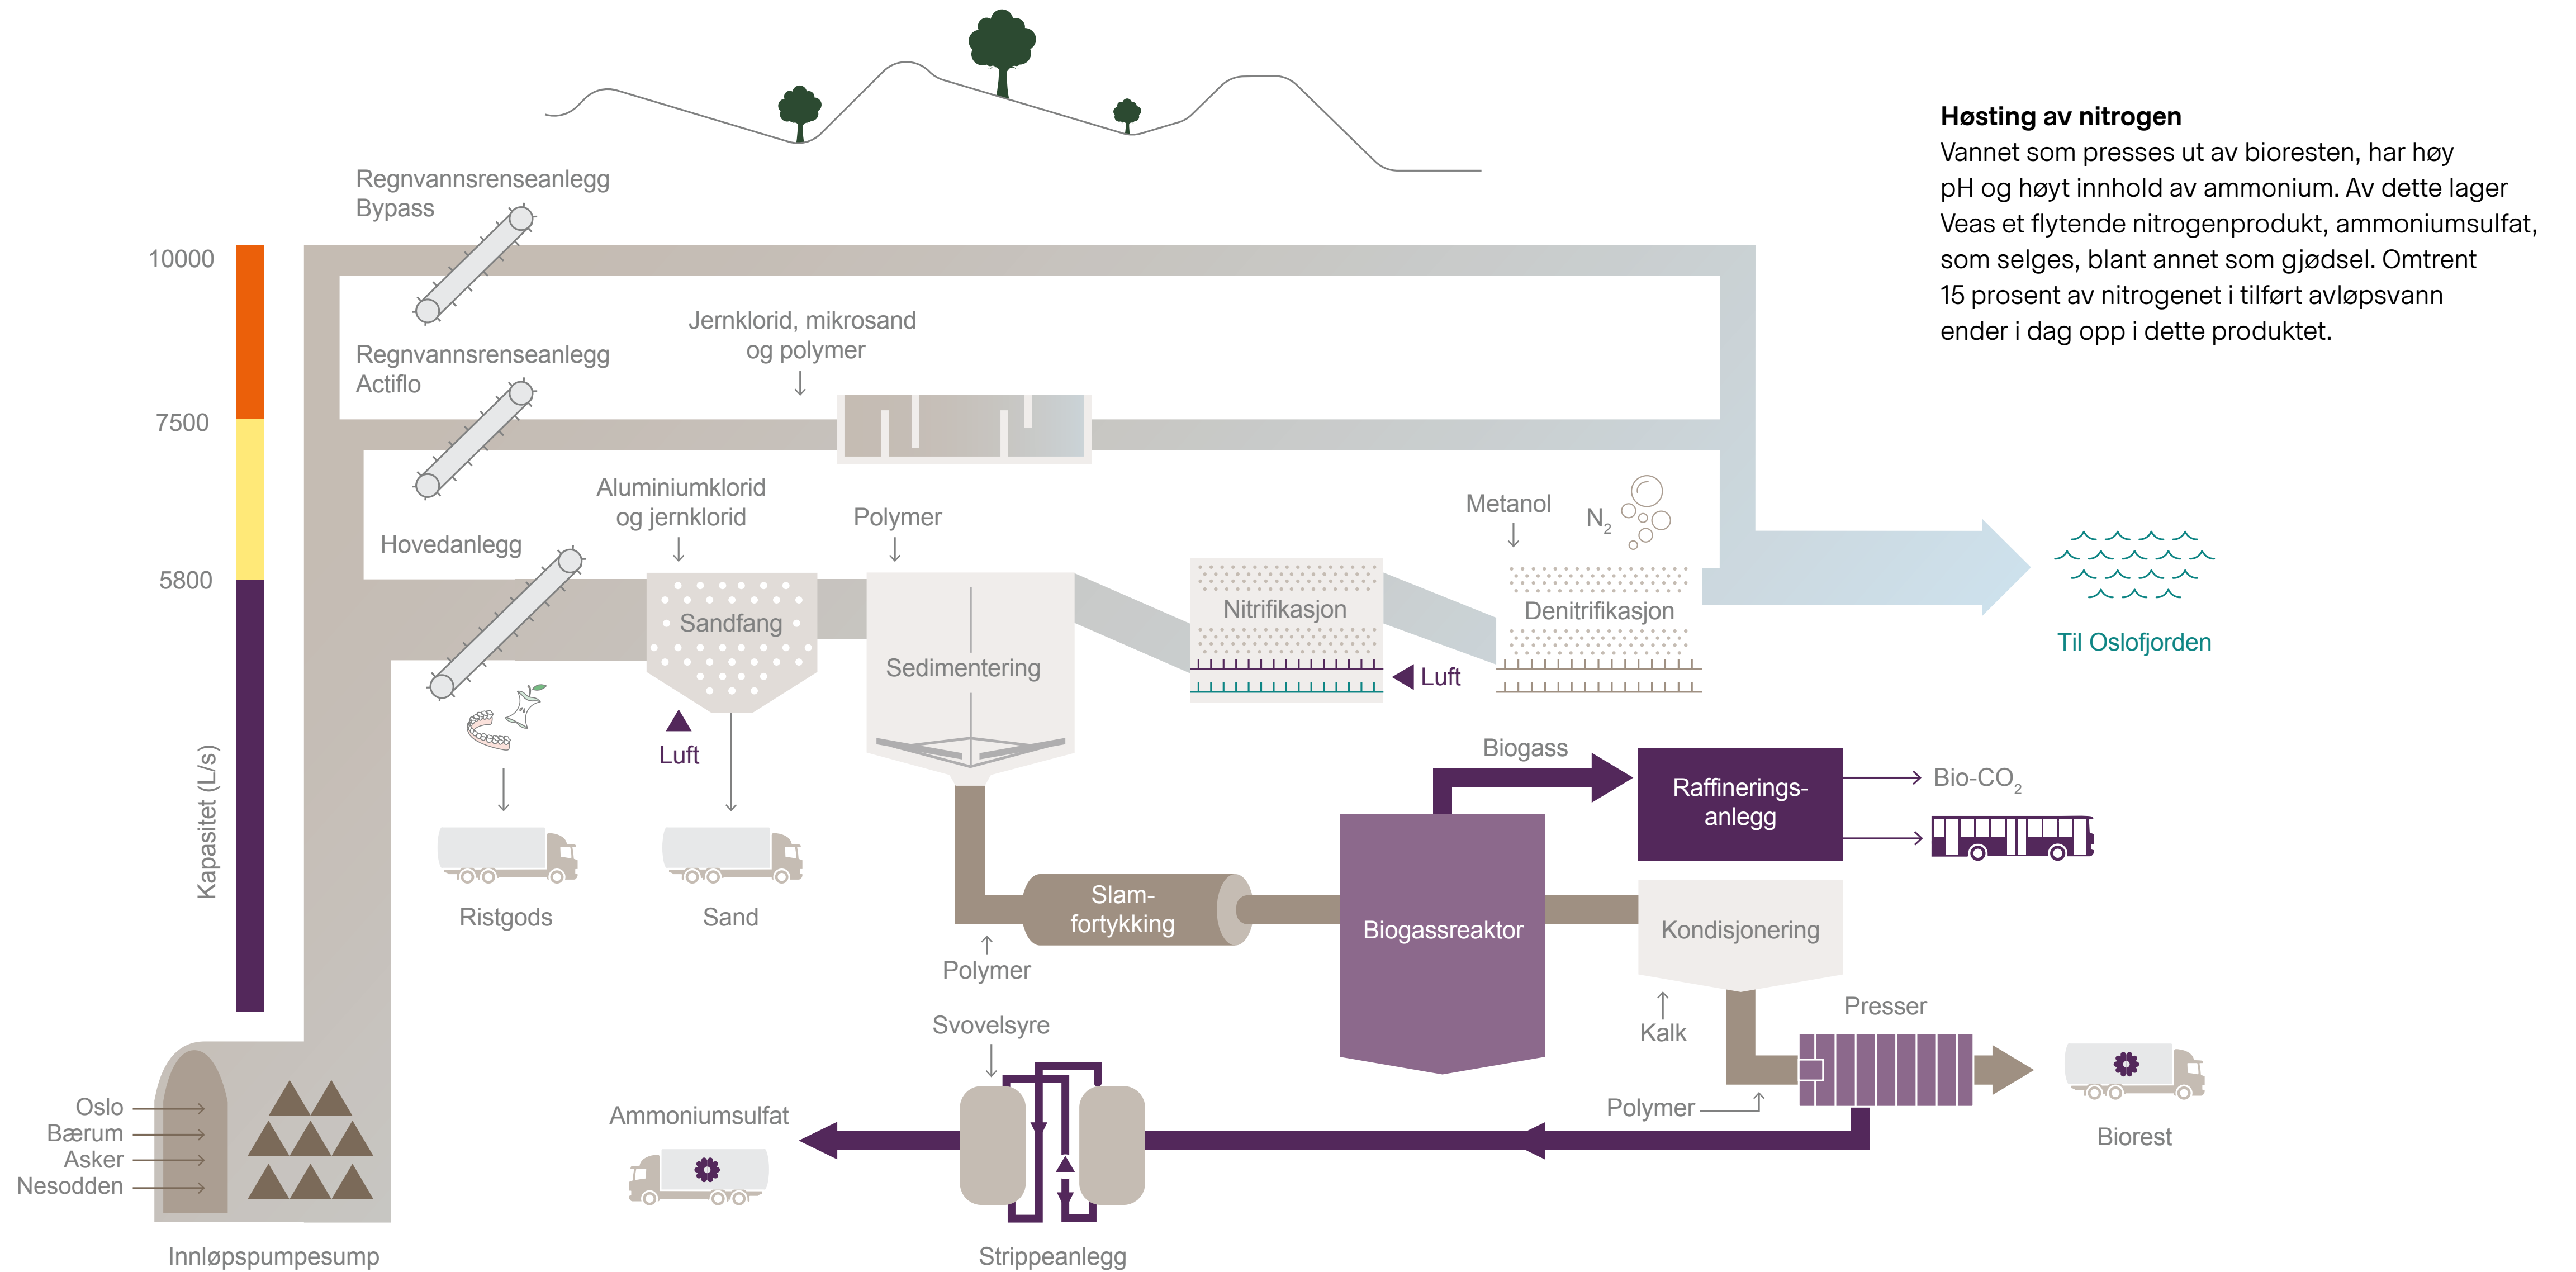 Høsting av nitrogen
Vannet som presses ut av bioresten, har høy
pH og høyt innhold av ammonium. Av dette lager
Veas et flytende nitrogenprodukt, ammoniumsulfat,
som selges, blant annet som gjødsel. Omtrent
15 prosent av nitrogenet i tilført avløpsvann
ender i dag opp i dette produktet.
Regnvannsrenseanlegg
Bypass
10000
Jernklorid, mikrosand
og polymer
Regnvannsrenseanlegg
Actiflo
7500
Aluminiumklorid
og jernklorid
Polymer
Metanol
N2
Hovedanlegg
5800
Sandfang
Sedimentering
Nitrifikasjon
Denitrifikasjon
Luft
Til Oslofjorden
Luft
Kapasitet (L/s)
Biogass
Raffinerings-
anlegg
Bio-CO2
Ristgods
Sand
Slam-
fortykking
Biogassreaktor
Kondisjonering
Polymer
Kalk
Presser
Svovelsyre
Polymer
Biorest
Ammoniumsulfat
Oslo
Bærum
Asker
Nesodden
Innløpspumpesump
Strippeanlegg